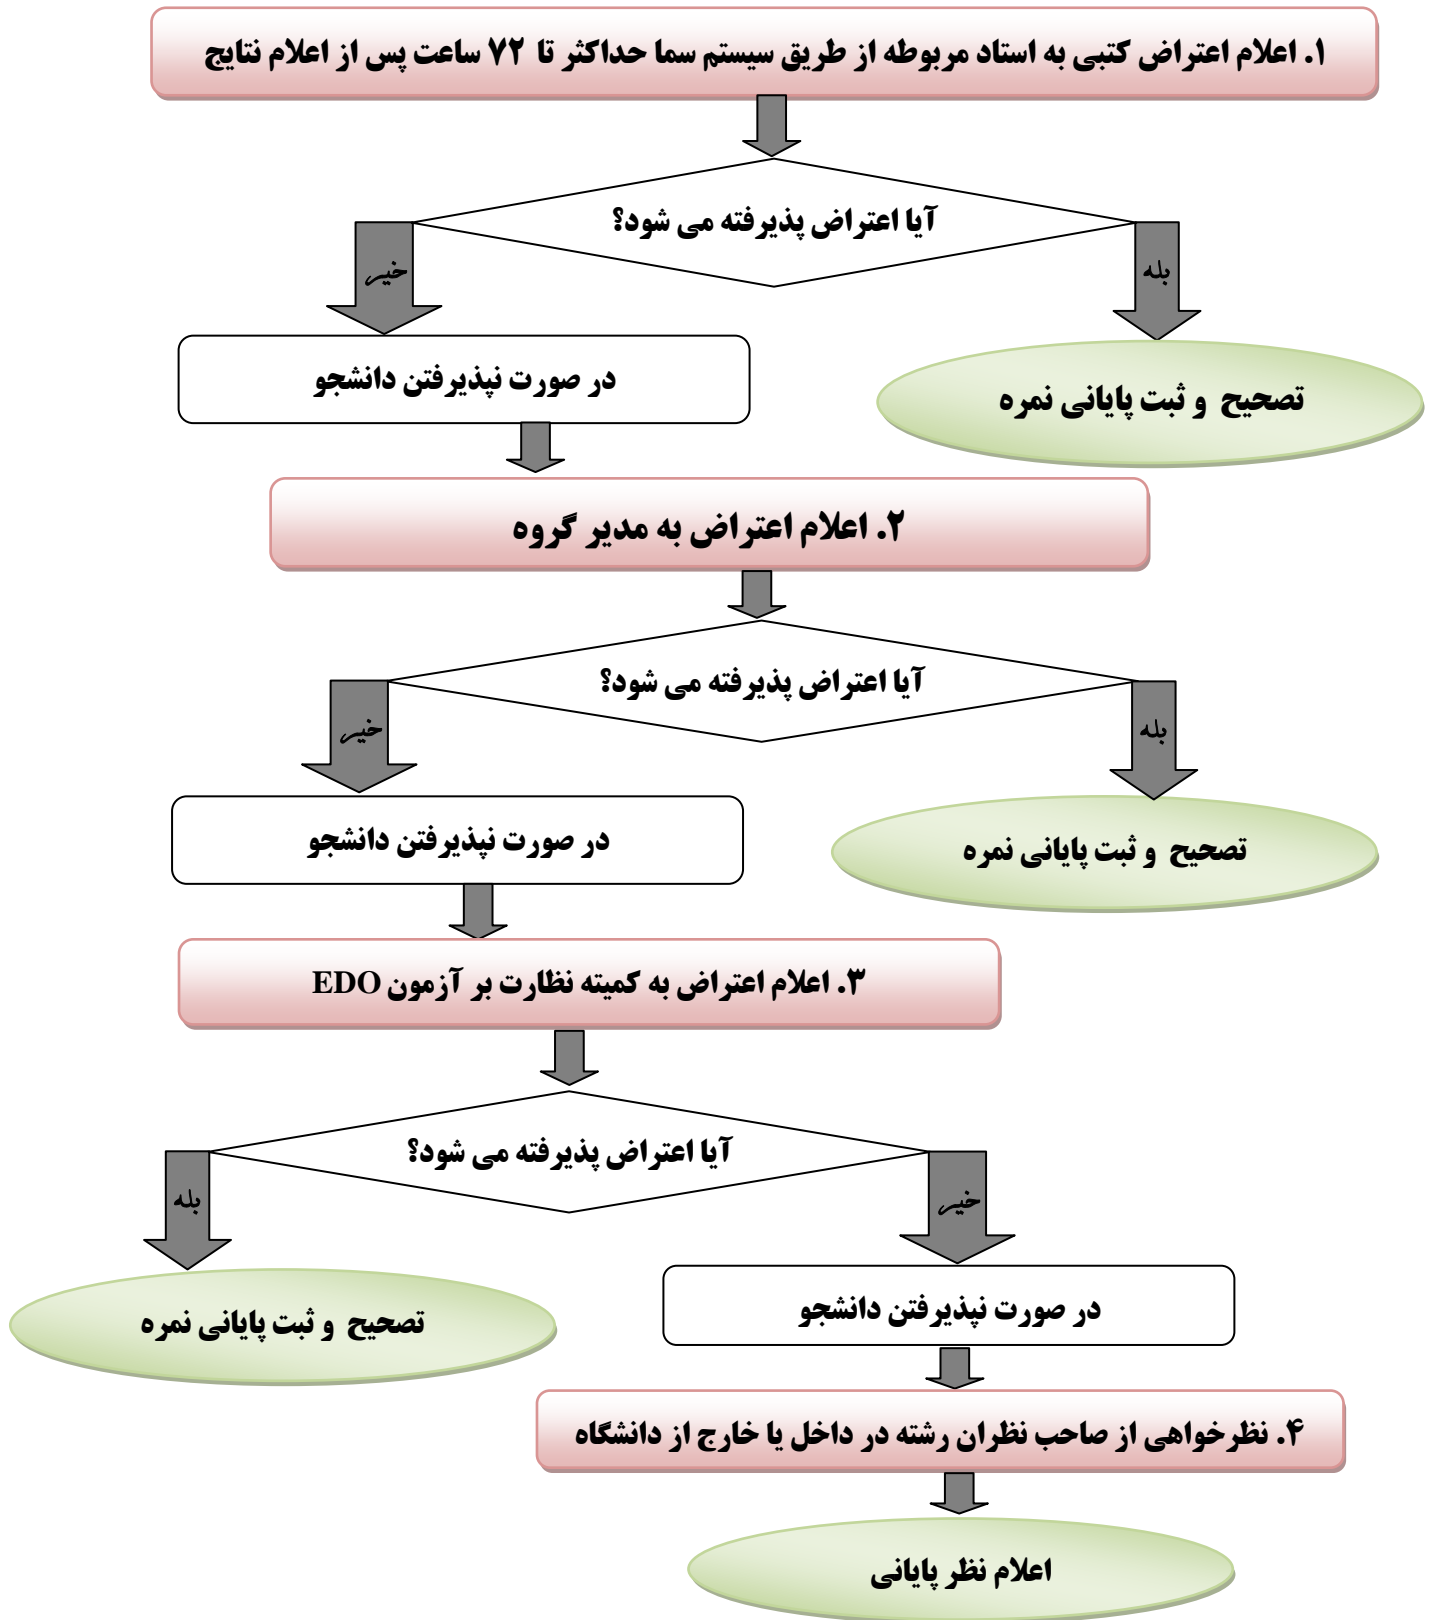 ۱. اعلام اعتراض کتبی به استاد مربوطه از طریق سیستم سما حداکثر تا ۷۲ ساعت پس از اعلام نتایج
آیا اعتراض پذیرفته می شود؟
بله
خیر
در صورت نپذیرفتن دانشجو
تصحیح و ثبت پایانی نمره
۲. اعلام اعتراض به مدیر گروه
آیا اعتراض پذیرفته می شود؟
بله
خیر
در صورت نپذیرفتن دانشجو
تصحیح و ثبت پایانی نمره
۳. اعلام اعتراض به کمیته نظارت بر آزمون EDO
آیا اعتراض پذیرفته می شود؟
خیر
بله
در صورت نپذیرفتن دانشجو
تصحیح و ثبت پایانی نمره
۴. نظرخواهی از صاحب نظران رشته در داخل یا خارج از دانشگاه
اعلام نظر پایانی